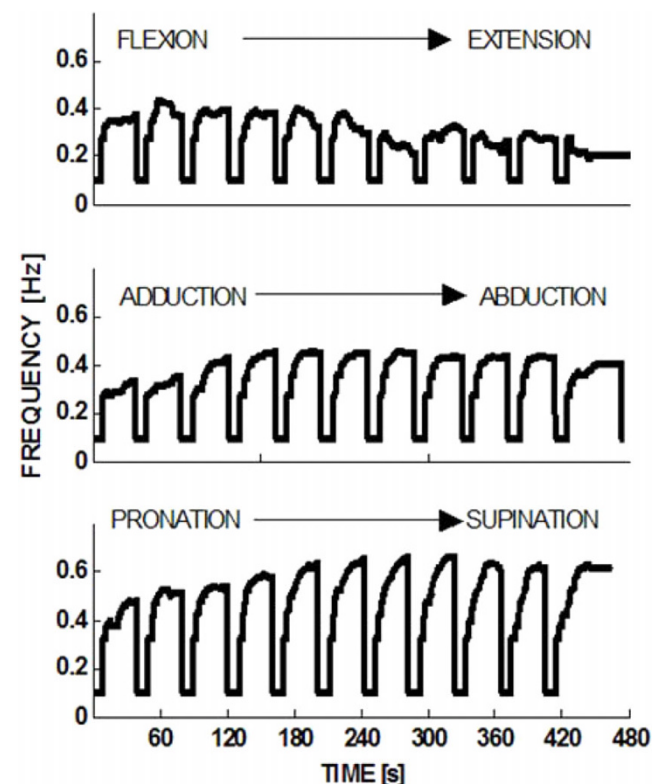 FLEXION EXTENSION
0.6
0.4
0.2
0
ADDUCTION ABDUCTION
0.6
0.4
0.2
0
FREQUENCY [Hz]
PRONATION SUPINATION
0.6
0.4
0.2
0
60 120 180 240 300 360 420 480
TIME [s]